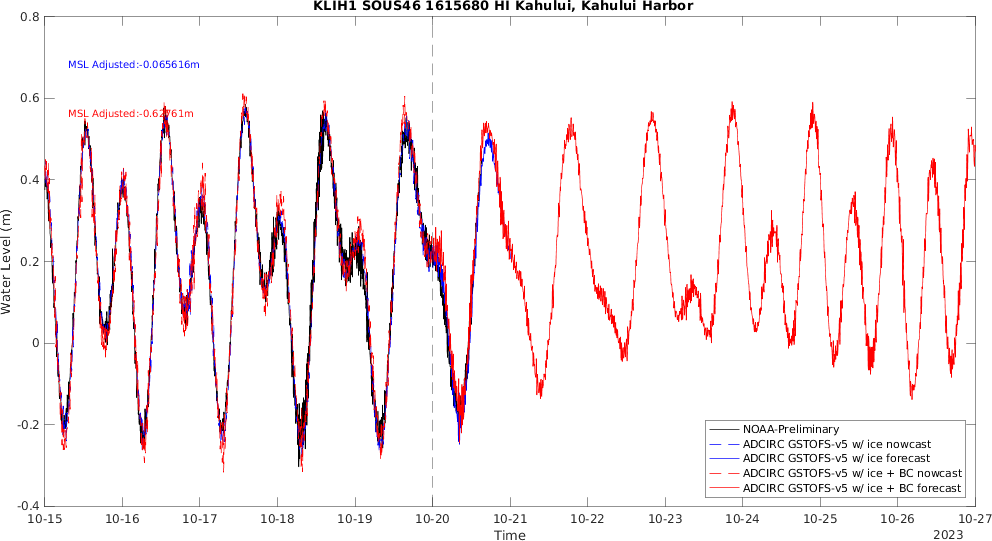 KLIH1 SOUS46 1615680 HI Kahului, Kahului Harbor
0.8
0.6
0.4
0.2
0
-0.2
-0.4
Water Level (m)
MSL Adjusted:-0.065616m
MSL Adjusted:-0.62761m
NOAA-Preliminary
ADCIRC GSTOFS-v5 w/ ice nowcast
ADCIRC GSTOFS-v5 w/ ice forecast
ADCIRC GSTOFS-v5 w/ ice + BC nowcast
ADCIRC GSTOFS-v5 w/ ice + BC forecast
10-15 10-16 10-17 10-18 10-19 10-20 10-21 10-22 10-23 10-24 10-25 10-26 10-27
Time
2023